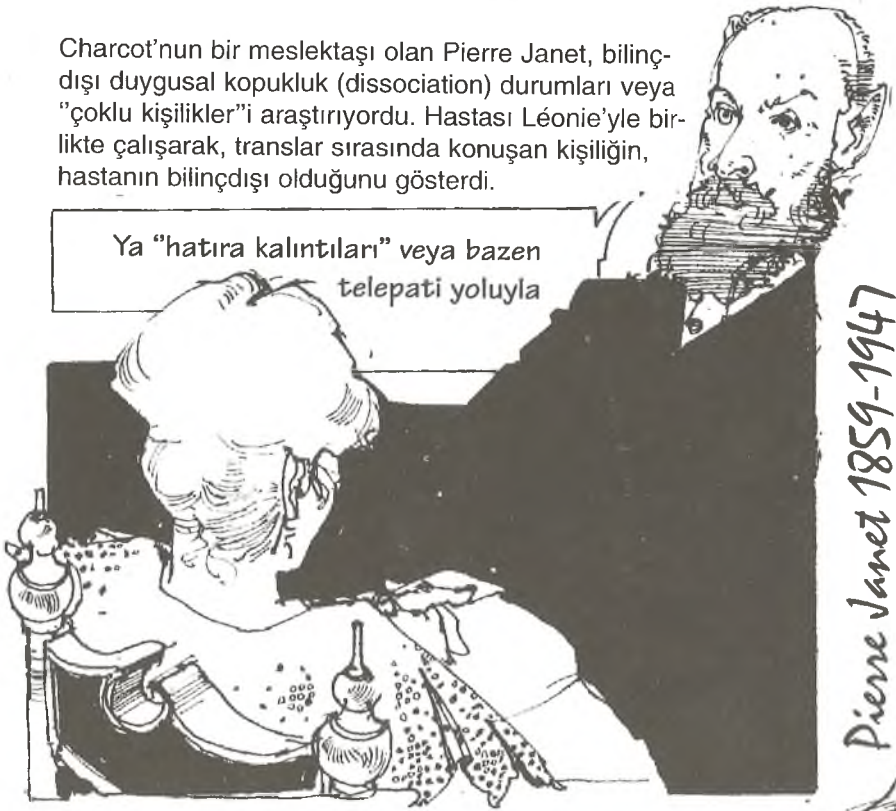 Charcot'nun bir meslektaşı olan Pierre Janet, bilinç-
dışı duygusal kopukluk (dissociation) durumları veya
"çoklu kişilikler"i araştırıyordu. Hastası Léonie'yle bir-
likte çalışarak, translar sırasında konuşan kişiliğin,
hastanın bilinçdışı olduğunu gösterdi.
Ya "hatıra kalıntıları" veya bazen
telepati yoluyla
Pierre Janet 1859-1947